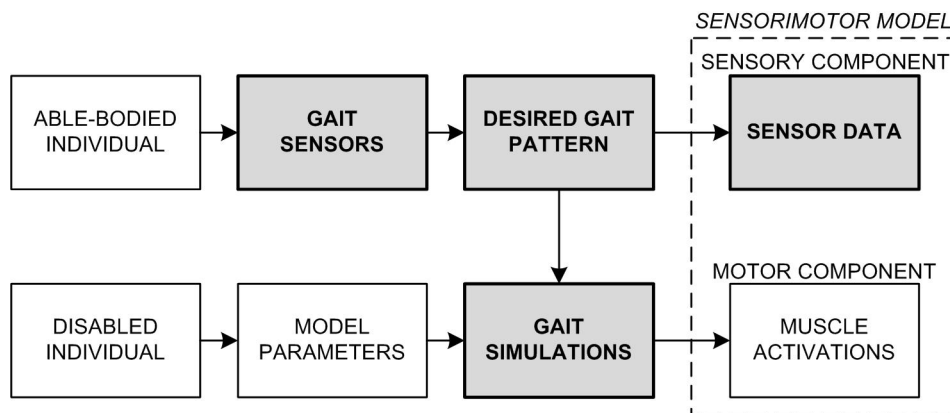 SENSORIMOTOR MODEL
SENSORY COMPONENT
ABLE-BODIED
INDIVIDUAL
GAIT
SENSORS
DESIRED GAIT
PATTERN
SENSOR DATA
MOTOR COMPONENT
DISABLED
INDIVIDUAL
MODEL
PARAMETERS
GAIT
SIMULATIONS
MUSCLE
ACTIVATIONS